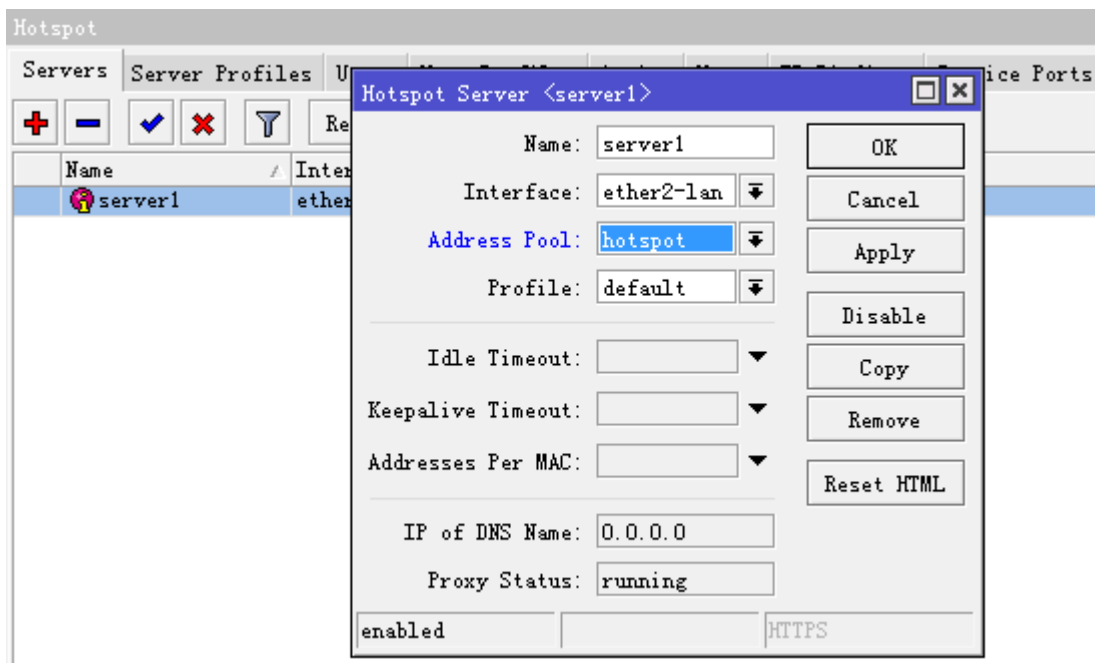 Hotspot
Servers Server Profiles ice Ports
Hotspot Server <server1>
Re
Name: server1
OK
Name
Inter
Interface: ether2-lan
Cancel
server1 ether
Address Pool: hotspot
Apply
Profile: default
Disable
Idle Timeout:
Copy
Keepalive Timeout:
Remove
Addresses Per MAC:
Reset HTML
IP of DNS Name: 0.0.0.0
Proxy Status: running
enabled HTTPS